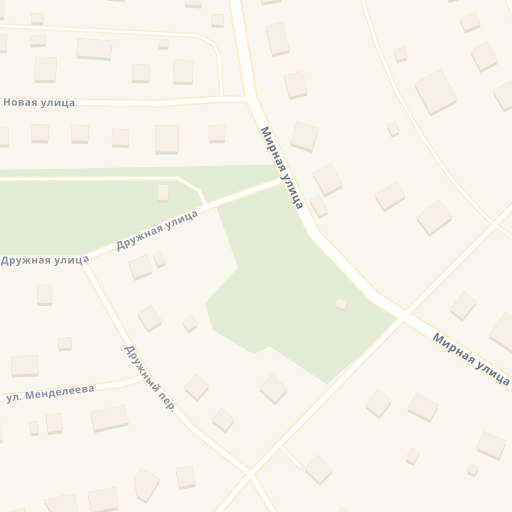 Новая улица
Мирная улица
Дружная улица
Дружная улица
Мирная улица
Дружный пер.
ул. Менделеева